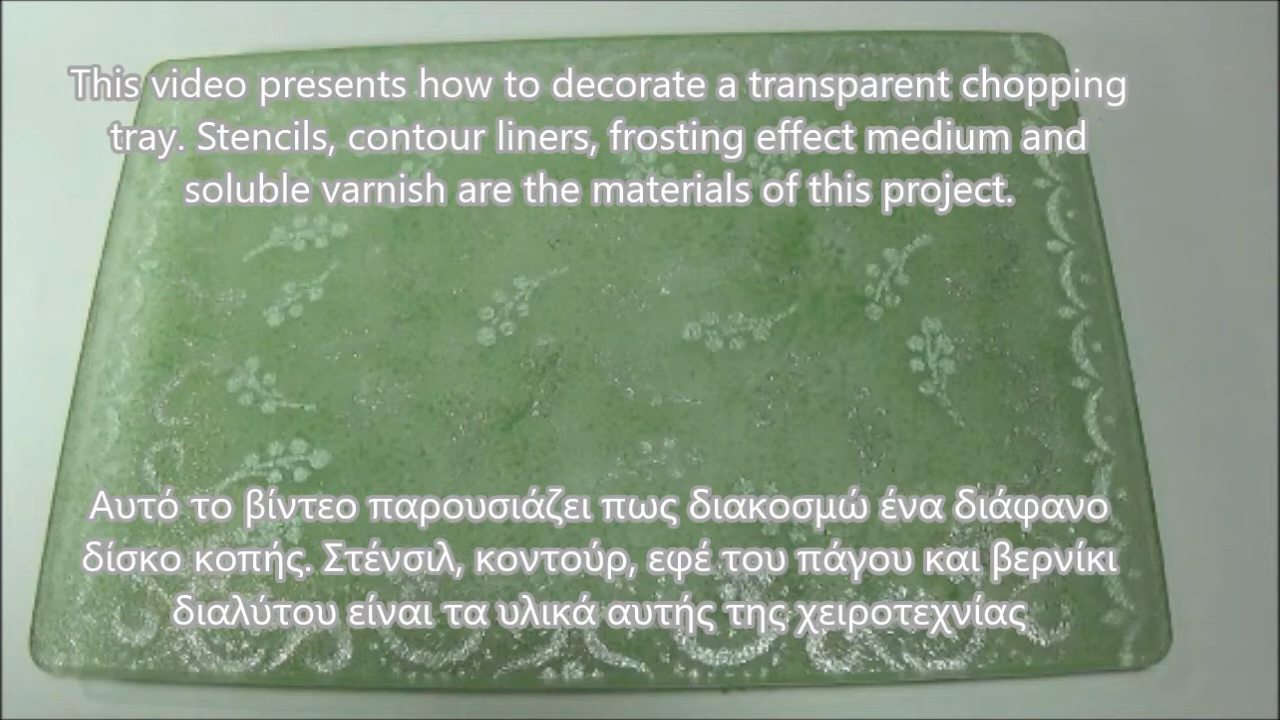 This video presents how to decorate a transparent chopping
tray. Stencils, contour liners, frosting effect medium and
soluble varnish are the materials of this project.
Αυτό το βίντεο παρουσιάζει πως διακοσμώ ένα διάφανο
δίσκο κοπής. Στένσιλ, κοντούρ, εφέ του πάγου και βερνίκι
διαλύτου είναι τα υλικά αυτής της χειροτεχνίας